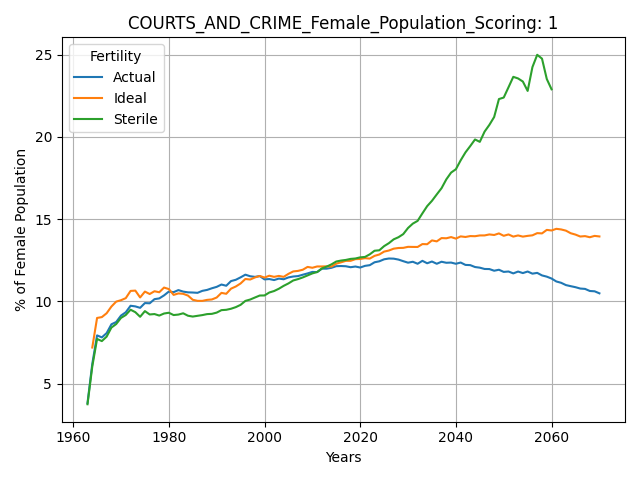 COURTS_AND_CRIME_Female_Population_Scoring: 1
Fertility
Actual
Ideal
Sterile
% of Female Population
25
20
15
10
5
1960 1980 2000 2020 2040 2060
Years